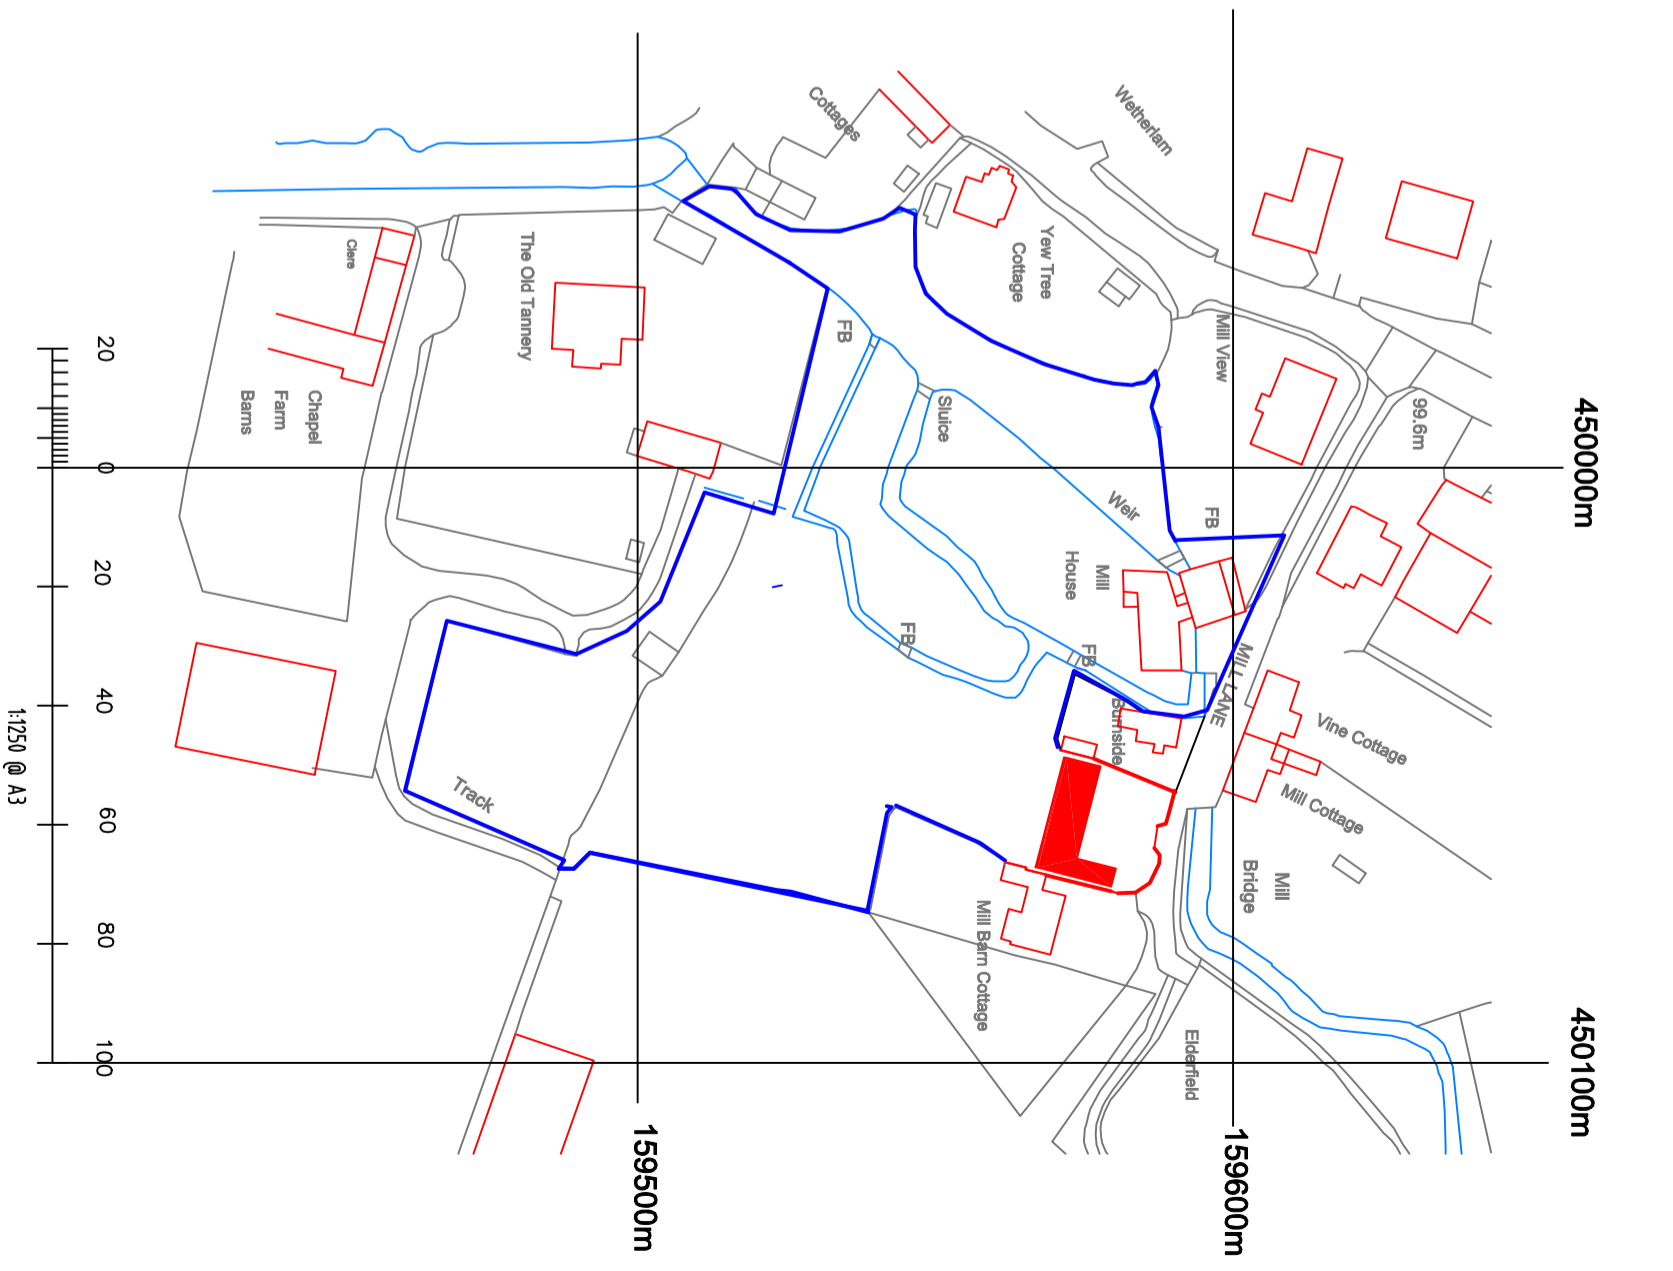 Wetherlam
Cottages
Yew Tree
Cottage
Mill View
99.6m
450000m
Clere
The Old Tannery
FB
Sluice
Chapel
Farm
Barns
Weir
FB
Mill
House
FB
FB
MILL LANE
Burnside
Vine Cottage
Mill Cottage
Mill
Bridge
Track
Mill Barn Cottage
Elderfield
450100m
159500m
159600m
20
0
20
40
60
80
100
1:1250 @ A3